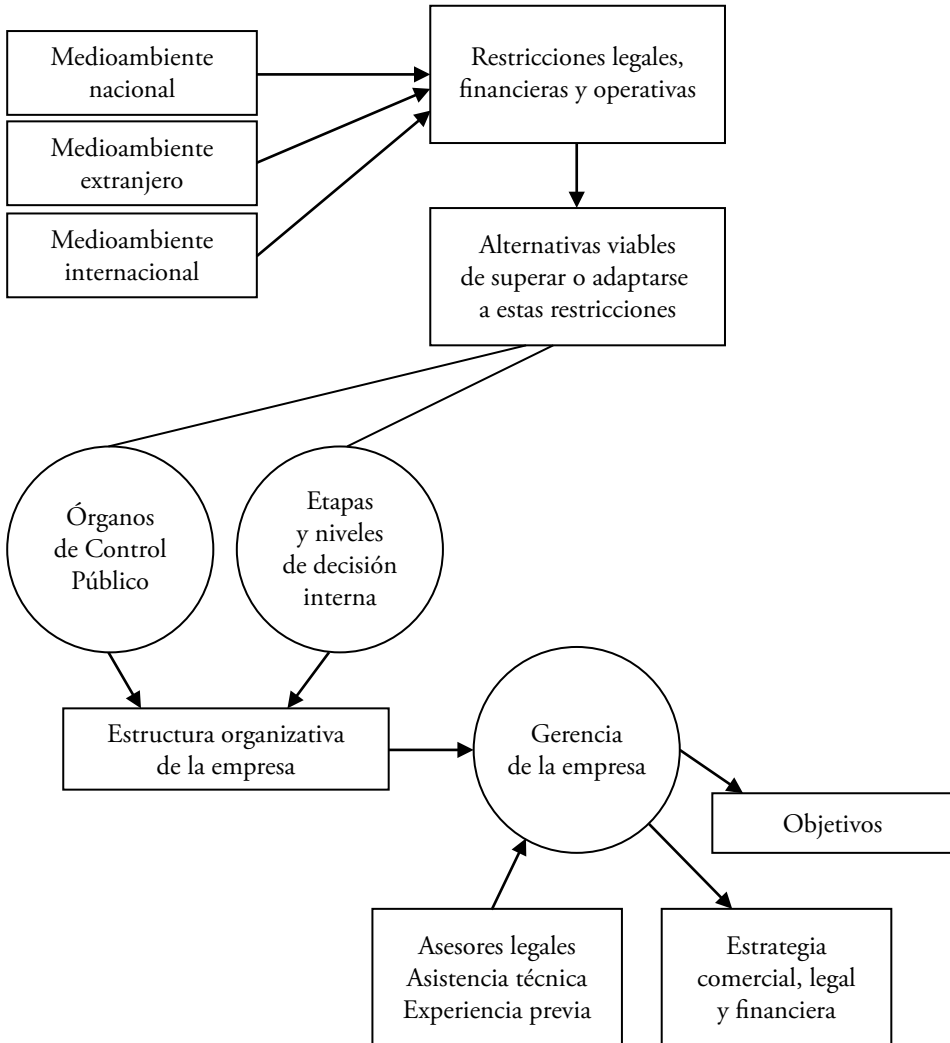 Medioambiente
nacional
Restricciones legales,
financieras y operativas
Medioambiente
extranjero
Medioambiente
internacional
Alternativas viables
de superar o adaptarse
a estas restricciones
Órganos
de Control
Público
Etapas
y niveles
de decisión
interna
Estructura organizativa
de la empresa
Gerencia
de la empresa
Objetivos
Asesores legales
Asistencia técnica
Experiencia previa
Estrategia
comercial, legal
y financiera